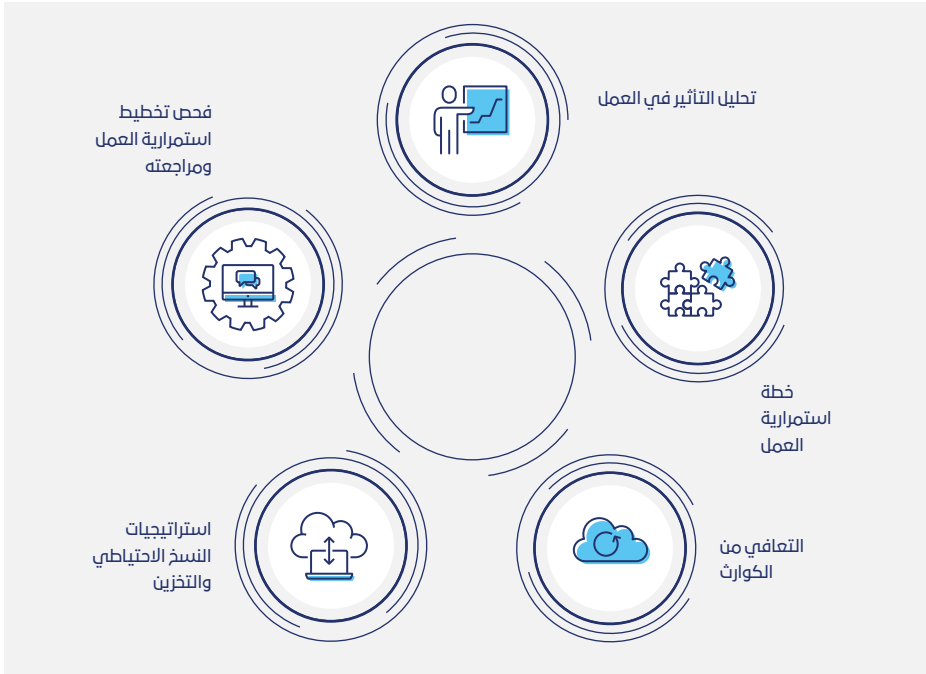 تحليل التأثير في العمل
خطة
استمرارية
العمل
التعافي من
الكوارث
استراتيجيات
النسخ الاحتياطي
والتخزين
فحص تخطيط
استمرارية العمل
ومراجعته